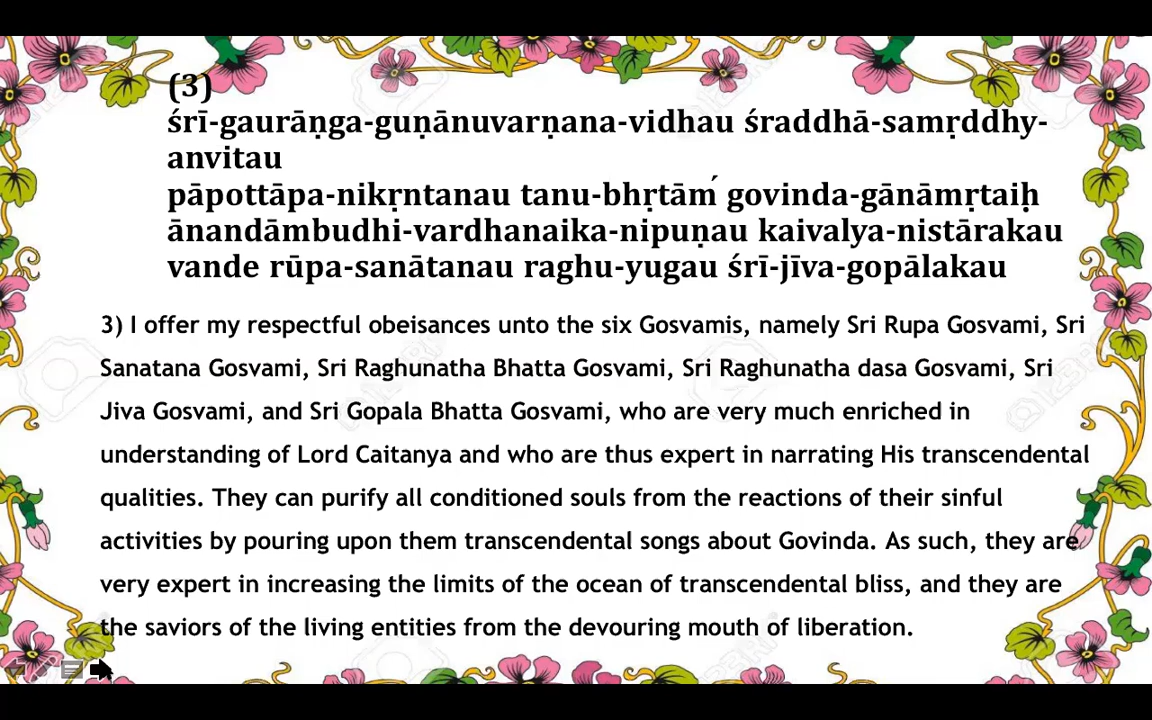 (3)
śrī-gaurāṇga-guṇānuvarṇana-vidhau śraddhā-samṛddhy-
anvitau
pāpottāpa-nikṛntanau tanu-bhṛtāḿ govinda-gānāmṛtaiḥ
ānandāmbudhi-vardhanaika-nipuṇau kaivalya-nistārakau
vande rūpa-sanātanau raghu-yugau śrī-jīva-gopālakau
3) I offer my respectful obeisances unto the six Gosvamis, namely Sri Rupa Gosvami, Sri
Sanatana Gosvami, Sri Raghunatha Bhatta Gosvami, Sri Raghunatha dasa Gosvami, Sri
Jiva Gosvami, and Sri Gopala Bhatta Gosvami, who are very much enriched in
understanding of Lord Caitanya and who are thus expert in narrating His transcendental
qualities. They can purify all conditioned souls from the reactions of their sinful
activities by pouring upon them transcendental songs about Govinda. As such, they are
very expert in increasing the limits of the ocean of transcendental bliss, and they are
the saviors of the living entities from the devouring mouth of liberation.